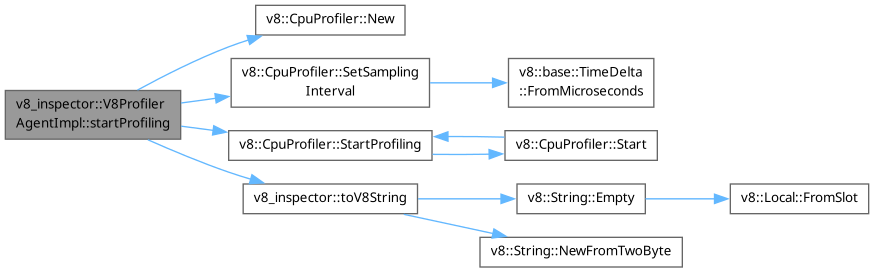 v8::CpuProfiler::New
v8_inspector::V8Profiler
AgentImpl::startProfiling
v8::CpuProfiler::SetSampling
Interval
v8::base::TimeDelta
::FromMicroseconds
v8::CpuProfiler::StartProfiling
v8::CpuProfiler::Start
v8_inspector::toV8String
v8::String::Empty
v8::Local::FromSlot
v8::String::NewFromTwoByte